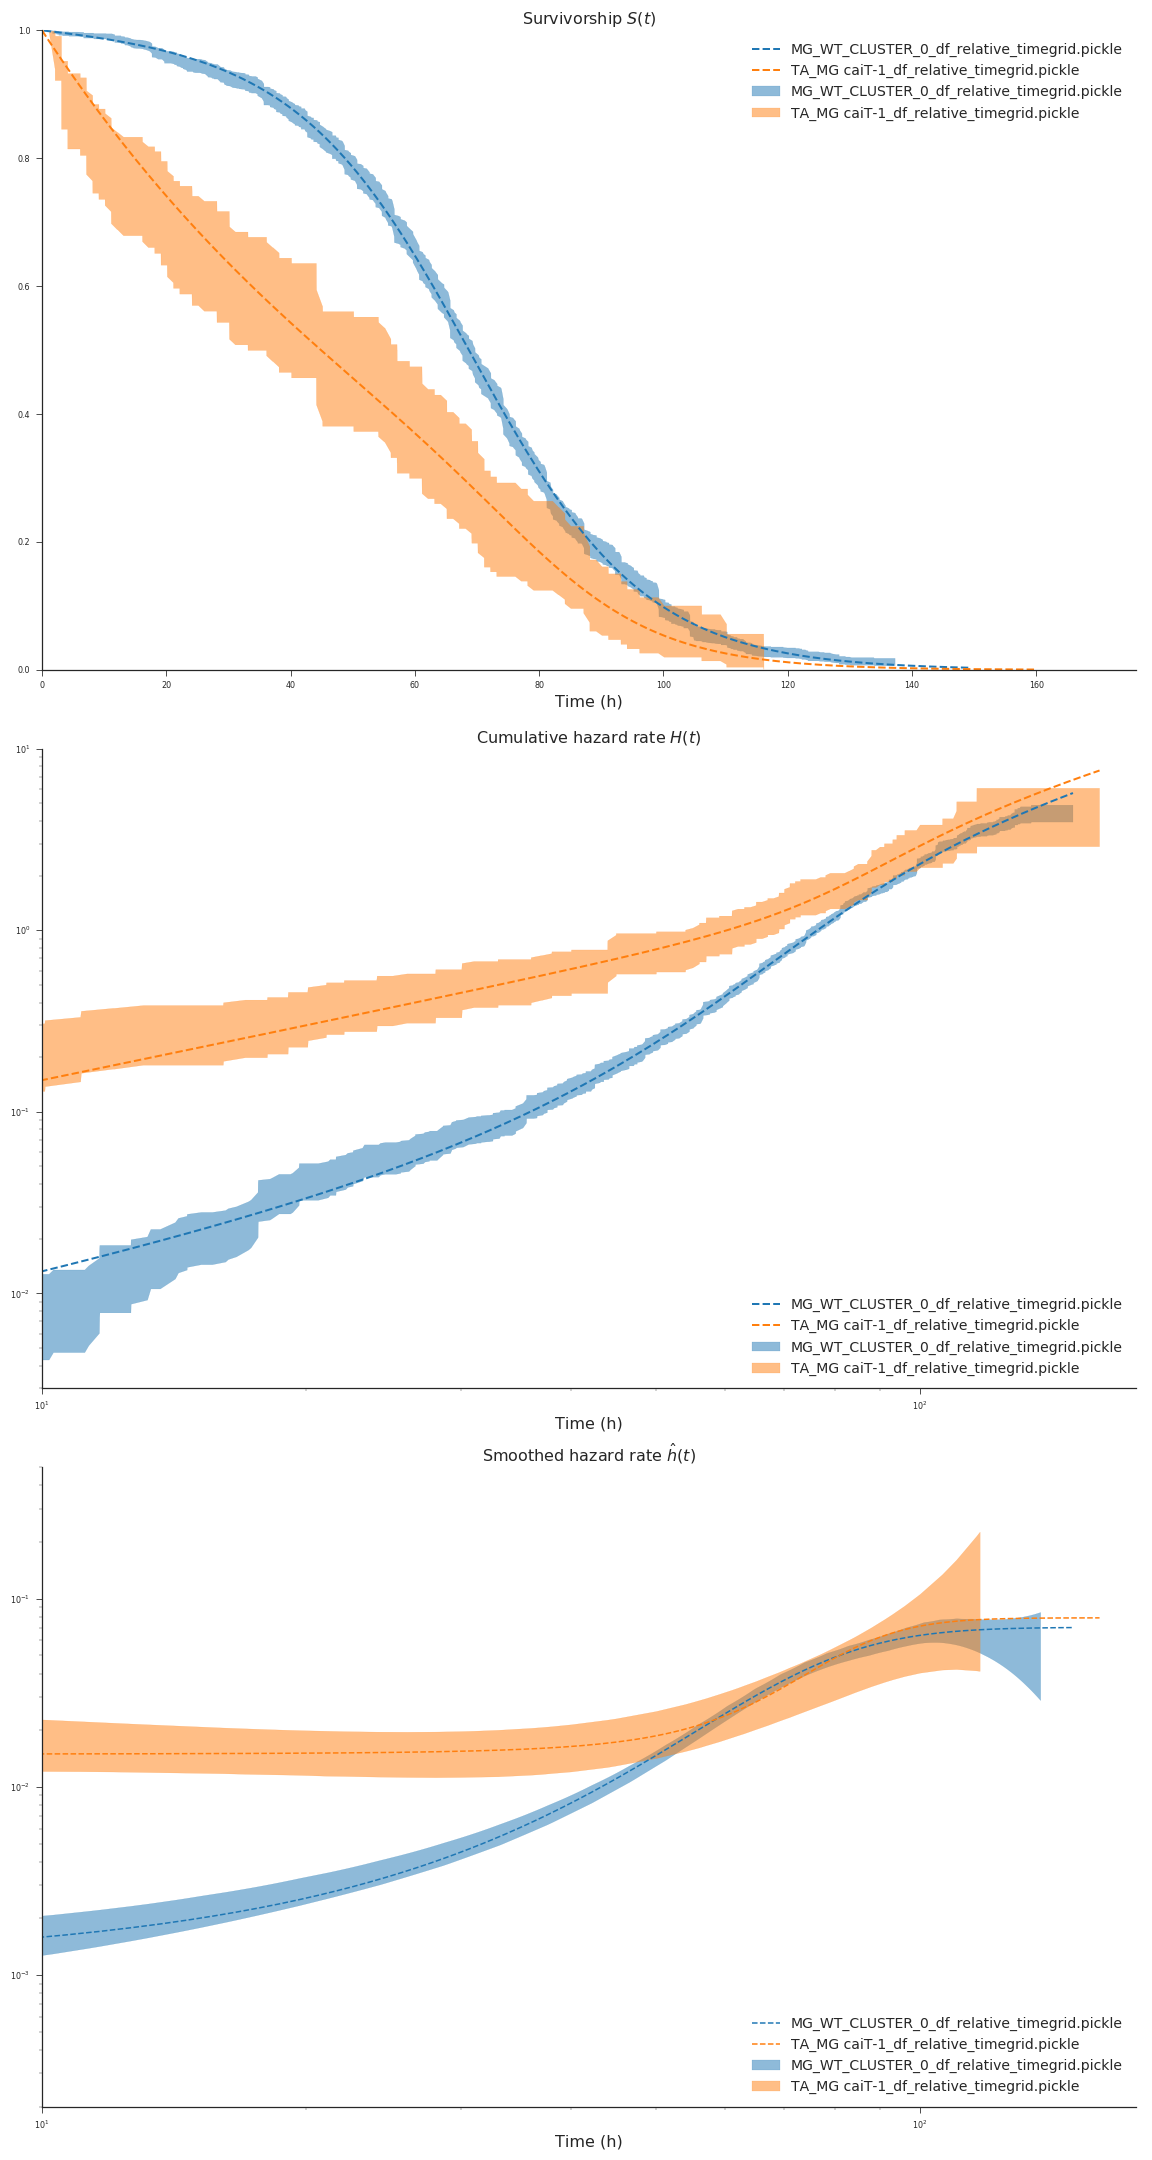 Survivorship S(t)
1.0
0.8
0.6
0.4
0.2
0.0
MG_WT_CLUSTER_0_df_relative_timegrid.pickle
TA_MG caiT-1_df_relative_timegrid.pickle
MG_WT_CLUSTER_0_df_relative_timegrid.pickle
TA_MG caiT-1_df_relative_timegrid.pickle
0 20 40 60 80 100 120 140 160
Time (h)
Cumulative hazard rate H(t)
10¹
10⁰
10⁻¹
10⁻²
MG_WT_CLUSTER_0_df_relative_timegrid.pickle
TA_MG caiT-1_df_relative_timegrid.pickle
MG_WT_CLUSTER_0_df_relative_timegrid.pickle
TA_MG caiT-1_df_relative_timegrid.pickle
10¹ 10²
Time (h)
Smoothed hazard rate ĥ(t)
10⁻¹
10⁻²
10⁻³
MG_WT_CLUSTER_0_df_relative_timegrid.pickle
TA_MG caiT-1_df_relative_timegrid.pickle
MG_WT_CLUSTER_0_df_relative_timegrid.pickle
TA_MG caiT-1_df_relative_timegrid.pickle
10¹ 10²
Time (h)